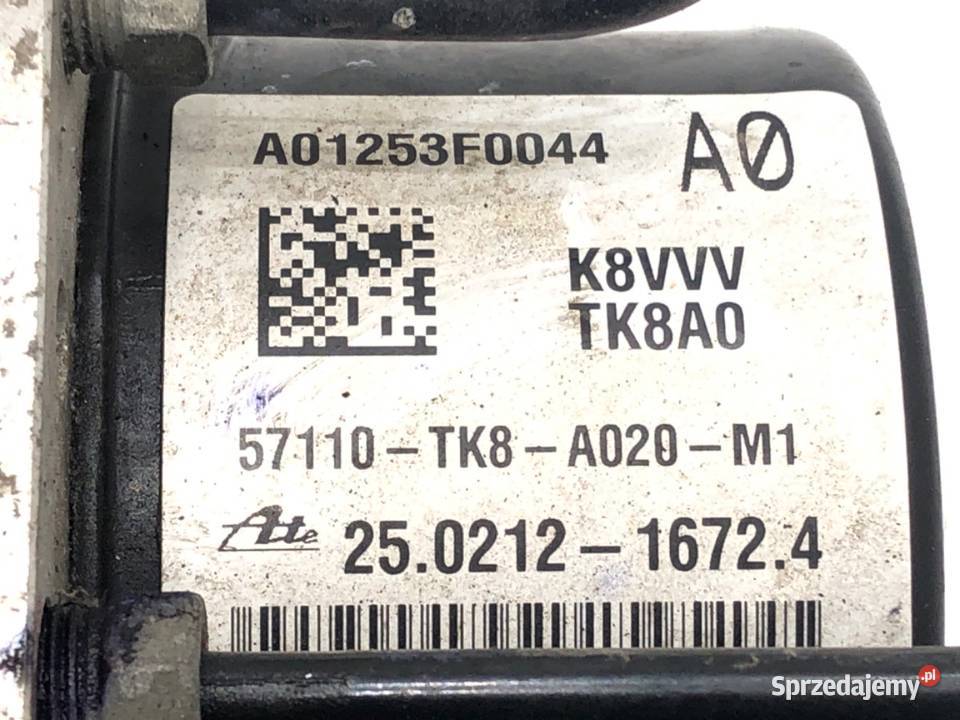 A01253F0044 A0
K8VVV
TK8A0
57110-TK8-A020-M1
Ate 25.0212-1672.4
Sprzedajemy.pl